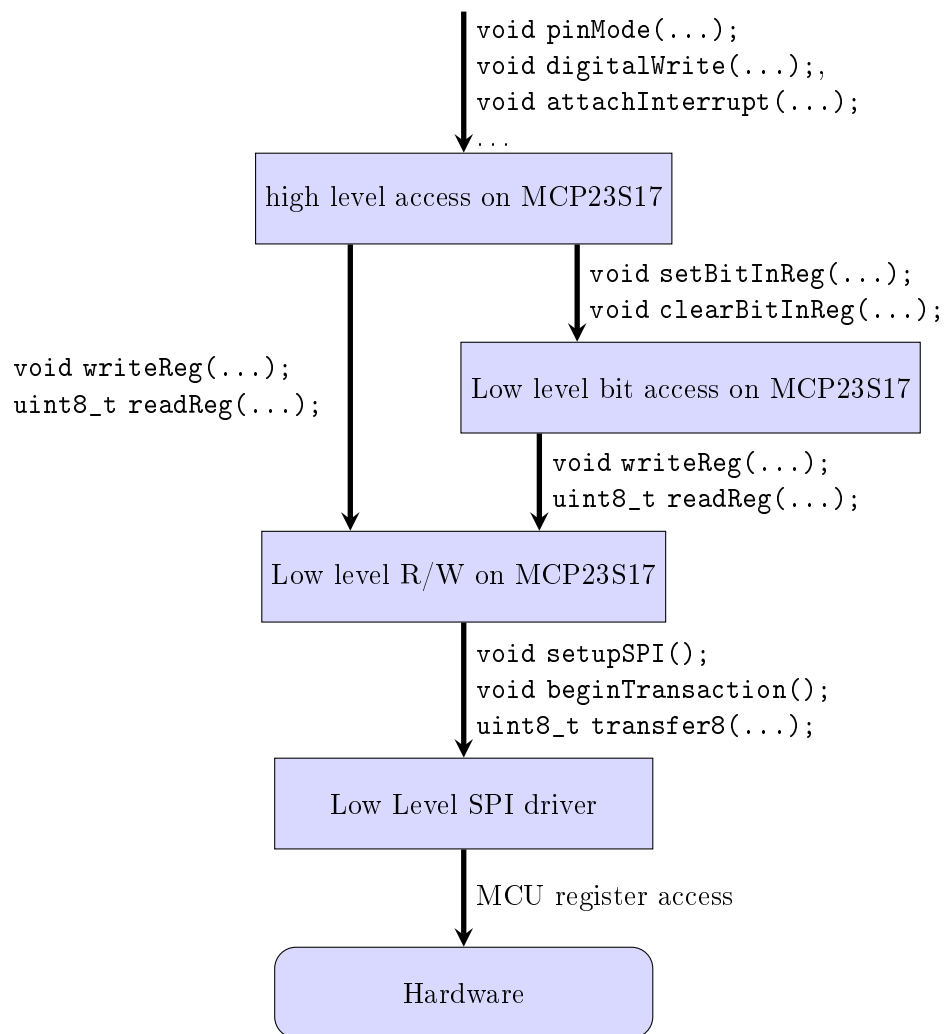 void pinMode(...);
void digitalWrite(...);,
void attachInterrupt(...);
...
high level access on MCP23S17
void setBitInReg(...);
void clearBitInReg(...);
void writeReg(...);
uint8_t readReg(...);
Low level bit access on MCP23S17
void writeReg(...);
uint8_t readReg(...);
Low level R/W on MCP23S17
void setupSPI();
void beginTransaction();
uint8_t transfer8(...);
Low Level SPI driver
MCU register access
Hardware